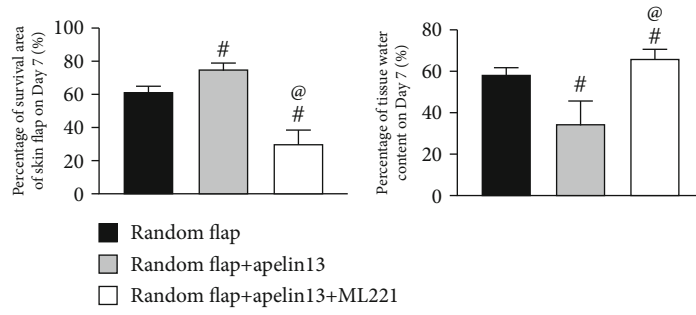 Percentage of survival area
of skin flap on Day 7 (%)
100
80
60
40
20
0
#
@
#
Percentage of tissue water
content on Day 7 (%)
80
60
40
20
0
#
@
#
Random flap
Random flap+apelin13
Random flap+apelin13+ML221